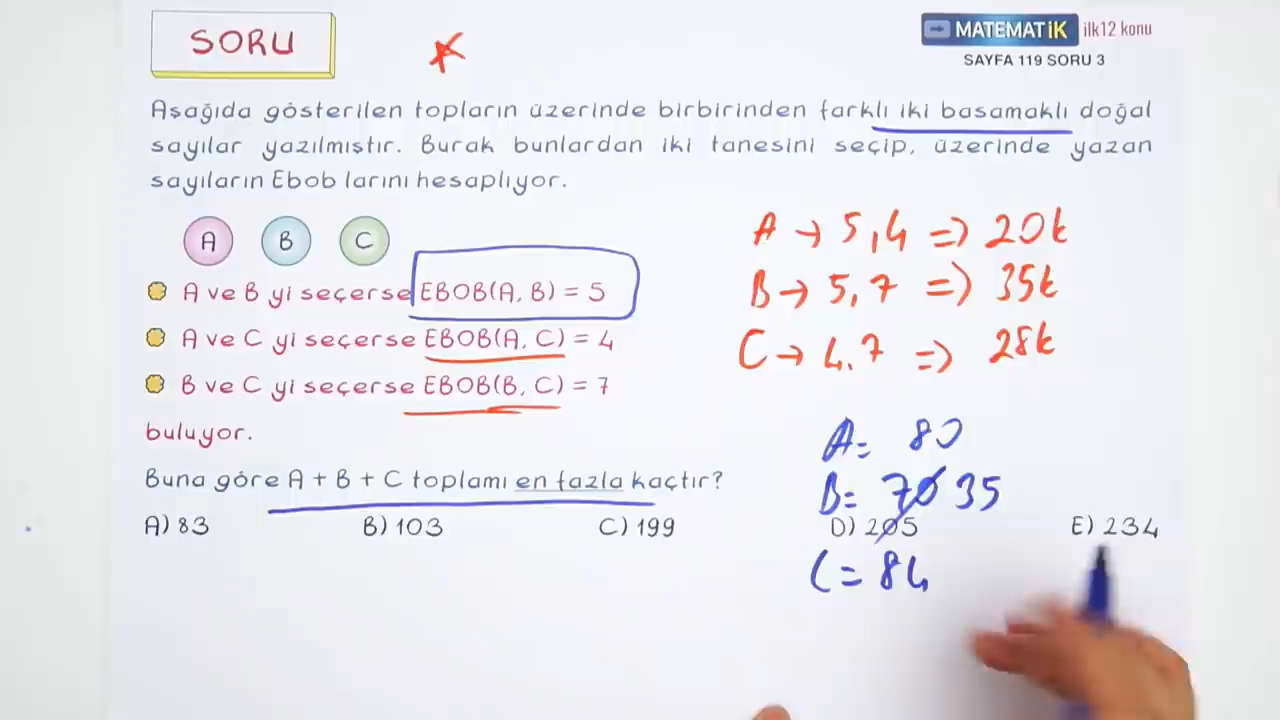 SORU
MATEMATİK ilk12 konu
SAYFA 119 SORU 3
Aşağıda gösterilen topların üzerinde birbirinden farklı iki basamaklı doğal
sayılar yazılmıştır. Burak bunlardan iki tanesini seçip, üzerinde yazan
sayıların Ebob larını hesaplıyor.
A B C
A ve B yi seçerse EBOB(A, B) = 5
A ve C yi seçerse EBOB(A, C) = 4
B ve C yi seçerse EBOB(B, C) = 7
buluyor.
A → 5,4 => 20k
B → 5,7 => 35k
C → 4.7 => 28k
Buna göre A + B + C toplamı en fazla kaçtır?
A) 83 B) 103 C) 199 D) 205 E) 234
A= 80
B= 70 35
C= 84